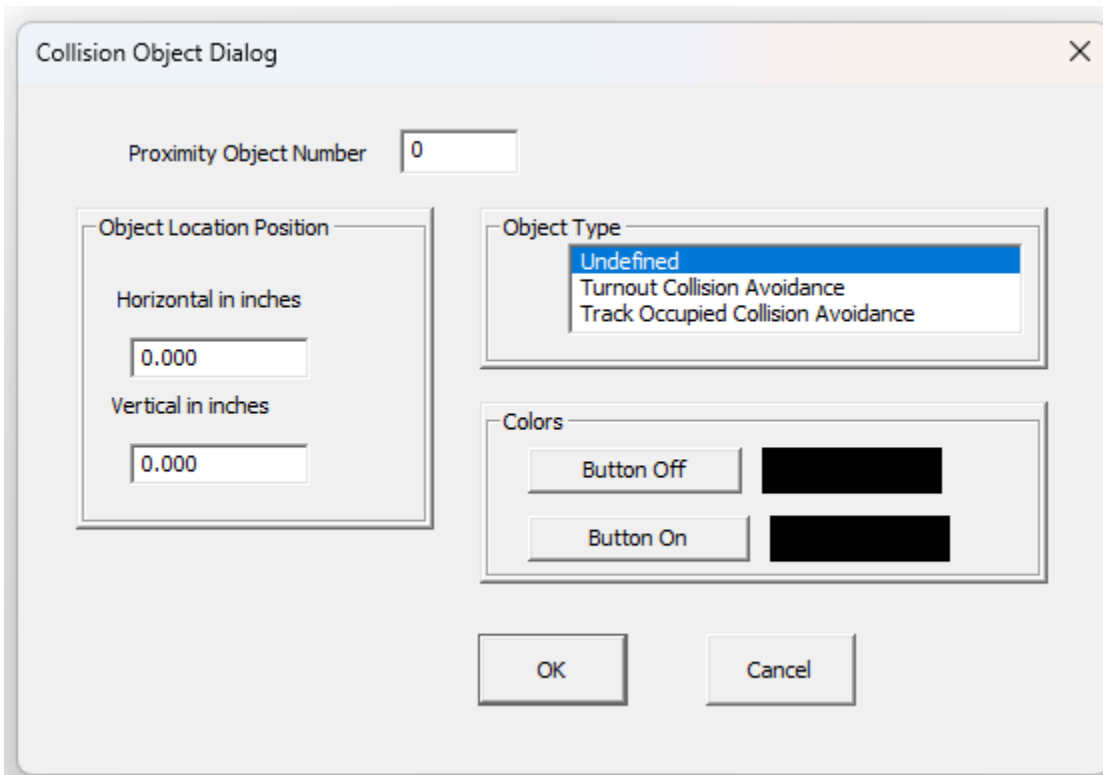 Collision Object Dialog
Proximity Object Number
0
Object Location Position
Horizontal in inches
0.000
Vertical in inches
0.000
Object Type
Undefined
Turnout Collision Avoidance
Track Occupied Collision Avoidance
Colors
Button Off
Button On
OK
Cancel